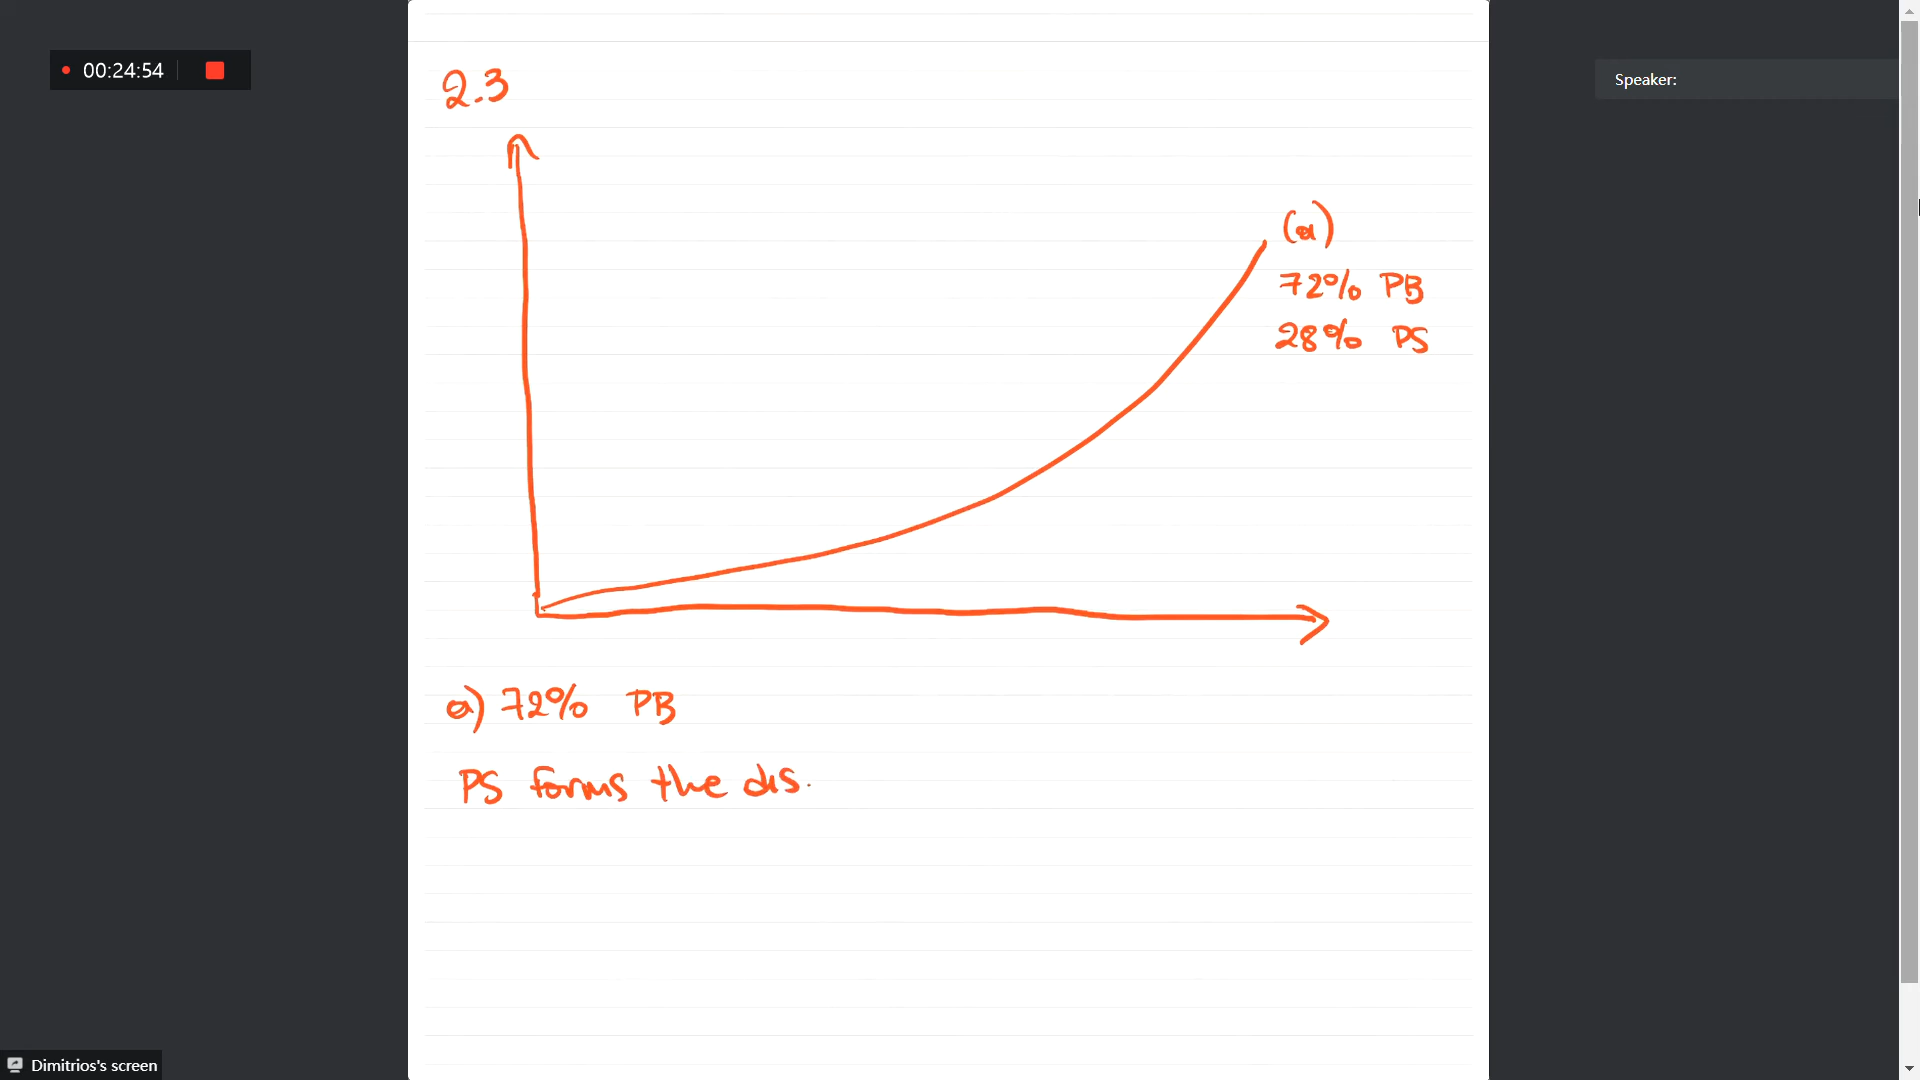 00:24:54
Speaker:
2.3
(a)
72% PB
28% PS
a) 72% PB
PS forms the dis.
Dimitrios's screen